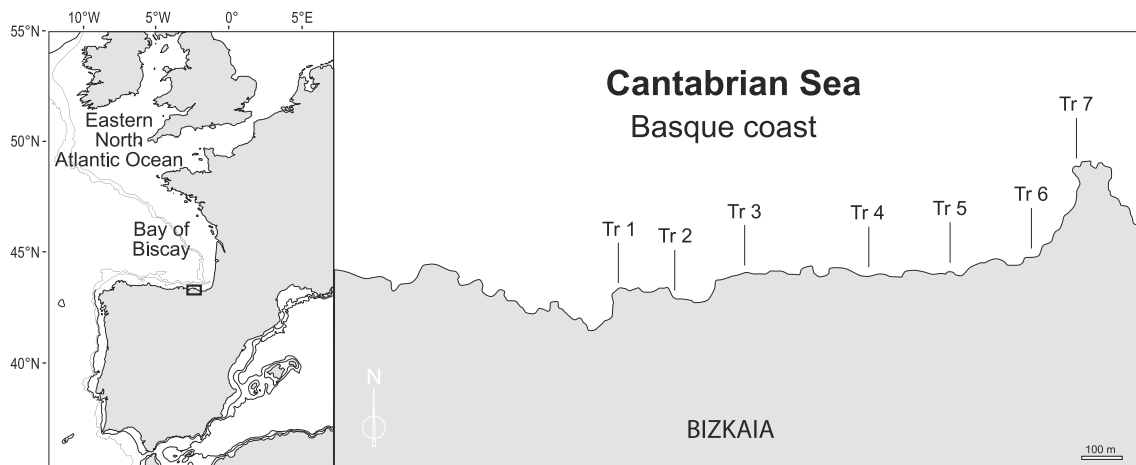 10°W 5°W 0° 5°E
55°N
50°N
45°N
40°N
Eastern
North
Atlantic Ocean
Bay of
Biscay
Cantabrian Sea
Basque coast
Tr 1
Tr 2
Tr 3
Tr 4
Tr 5
Tr 6
Tr 7
N
BIZKAIA
100 m